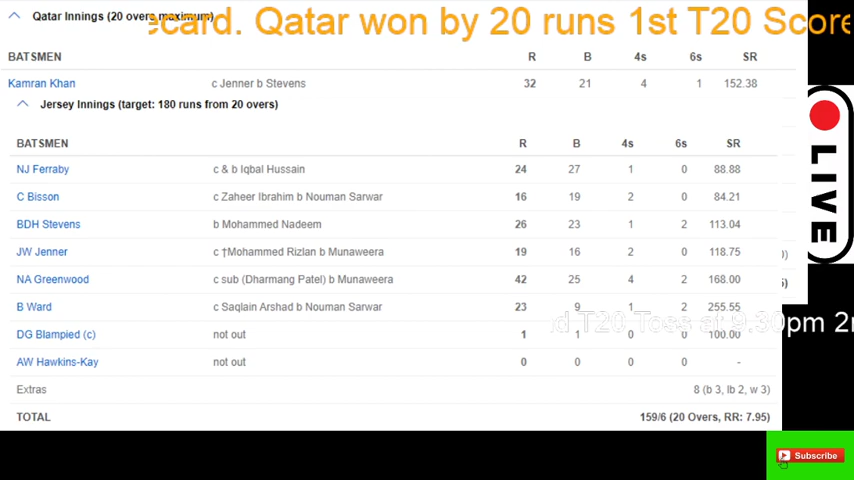 ecard. Qatar won by 20 runs 1st T20 Score
Qatar Innings (20 overs maximum)
BATSMEN R B 4s 6s SR
Kamran Khan c Jenner b Stevens 32 21 4 1 152.38
Jersey Innings (target: 180 runs from 20 overs)
BATSMEN R B 4s 6s SR
NJ Ferraby c & b Iqbal Hussain 24 27 1 0 88.88
C Bisson c Zaheer Ibrahim b Nouman Sarwar 16 19 2 0 84.21
BDH Stevens b Mohammed Nadeem 26 23 1 2 113.04
JW Jenner c †Mohammed Rizlan b Munaweera 19 16 2 0 118.75
NA Greenwood c sub (Dharmang Patel) b Munaweera 42 25 4 2 168.00
B Ward c Saqlain Arshad b Nouman Sarwar 23 9 1 2 255.55
d T20 Toss at 9.30pm 2n
DG Blampied (c) not out 1 1 0 0 100.00
AW Hawkins-Kay not out 0 0 0 0 -
Extras 8 (b 3, lb 2, w 3)
TOTAL 159/6 (20 Overs, RR: 7.95)
LIVE
Subscribe